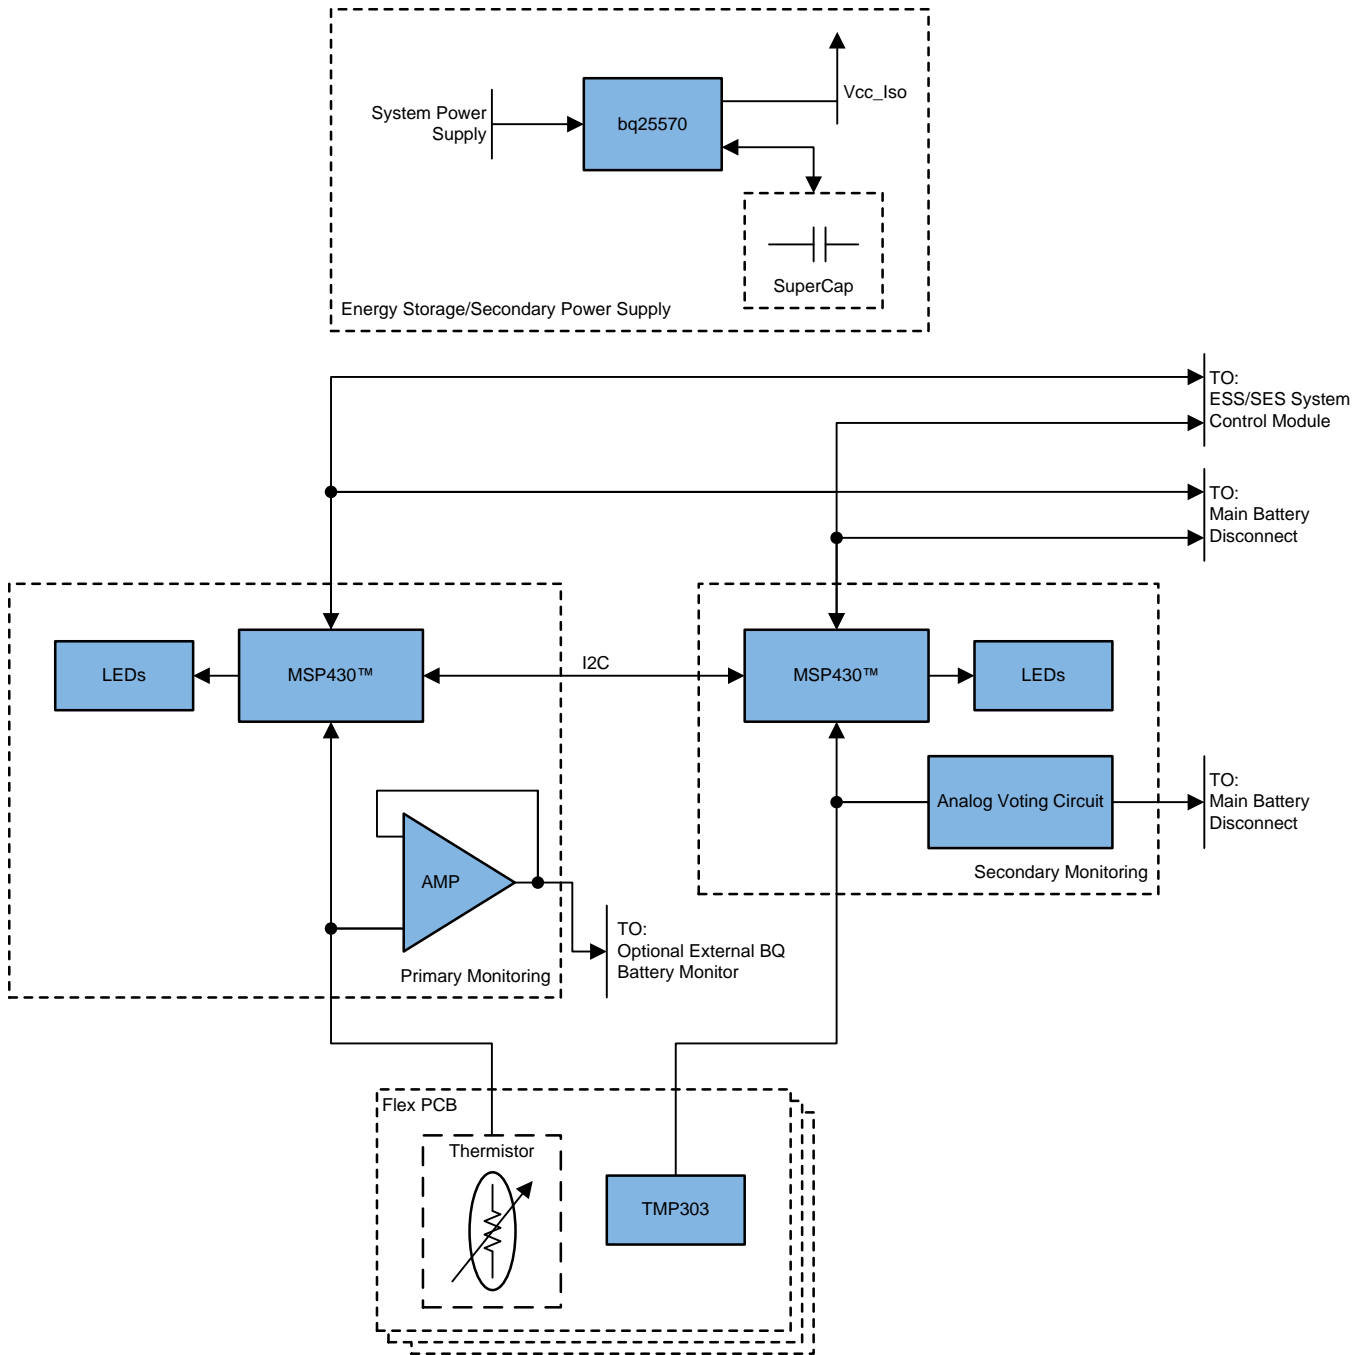 System Power
Supply
bq25570
Vcc_Iso
SuperCap
Energy Storage/Secondary Power Supply
TO:
ESS/SES System
Control Module
TO:
Main Battery
Disconnect
LEDs
MSP430™
I2C
MSP430™
LEDs
Analog Voting Circuit
TO:
Main Battery
Disconnect
Secondary Monitoring
AMP
TO:
Optional External BQ
Battery Monitor
Primary Monitoring
Flex PCB
Thermistor
TMP303